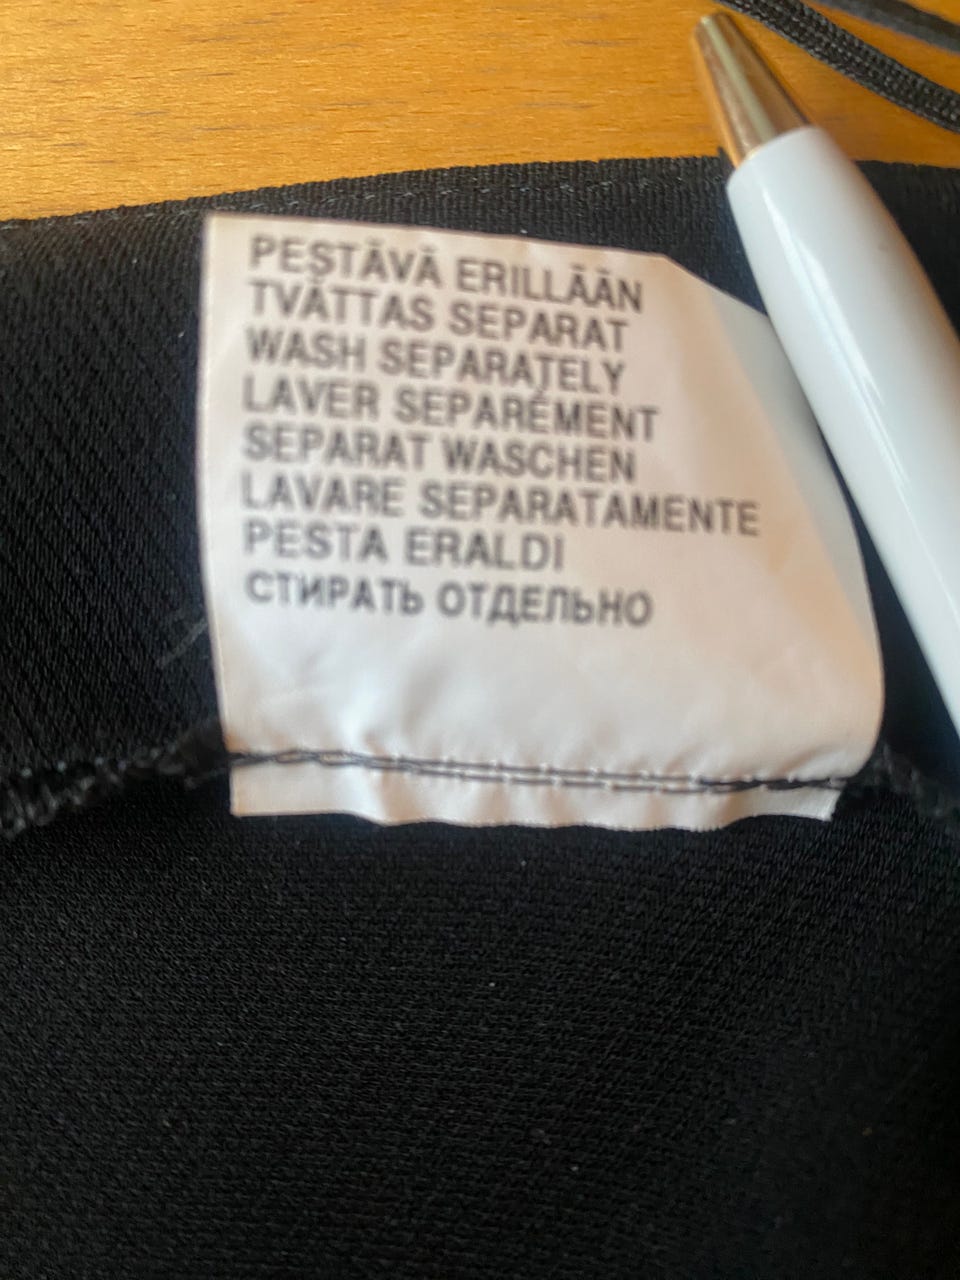 PESTÄVÄ ERILLÄÄN
TVÄTTAS SEPARAT
WASH SEPARATELY
LAVER SEPARÉMENT
SEPARAT WASCHEN
LAVARE SEPARATAMENTE
PESTA ERALDI
СТИРАТЬ ОТДЕЛЬНО